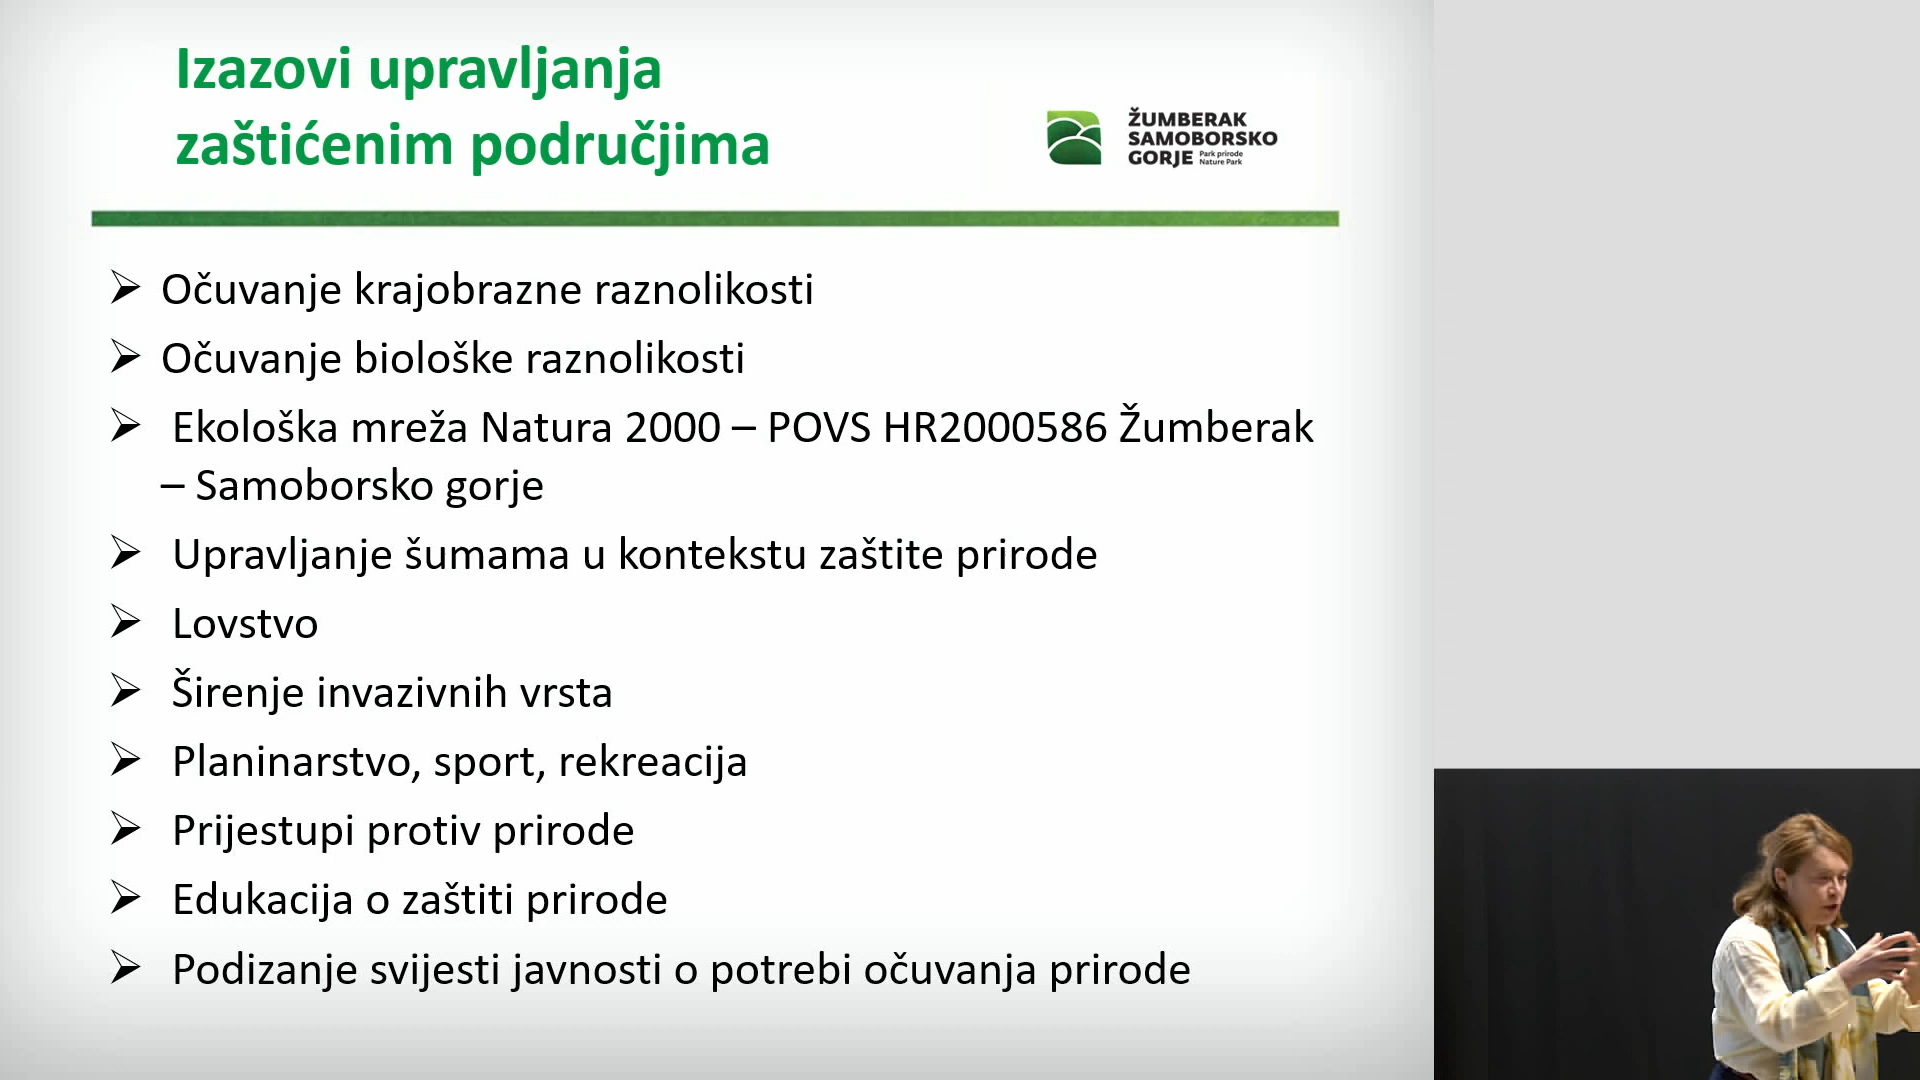 Izazovi upravljanja
zaštićenim područjima
ŽUMBERAK
SAMOBORSKO
GORJE Park prirode
Nature Park
➢ Očuvanje krajobrazne raznolikosti
➢ Očuvanje biološke raznolikosti
➢ Ekološka mreža Natura 2000 – POVS HR2000586 Žumberak
– Samoborsko gorje
➢ Upravljanje šumama u kontekstu zaštite prirode
➢ Lovstvo
➢ Širenje invazivnih vrsta
➢ Planinarstvo, sport, rekreacija
➢ Prijestupi protiv prirode
➢ Edukacija o zaštiti prirode
➢ Podizanje svijesti javnosti o potrebi očuvanja prirode